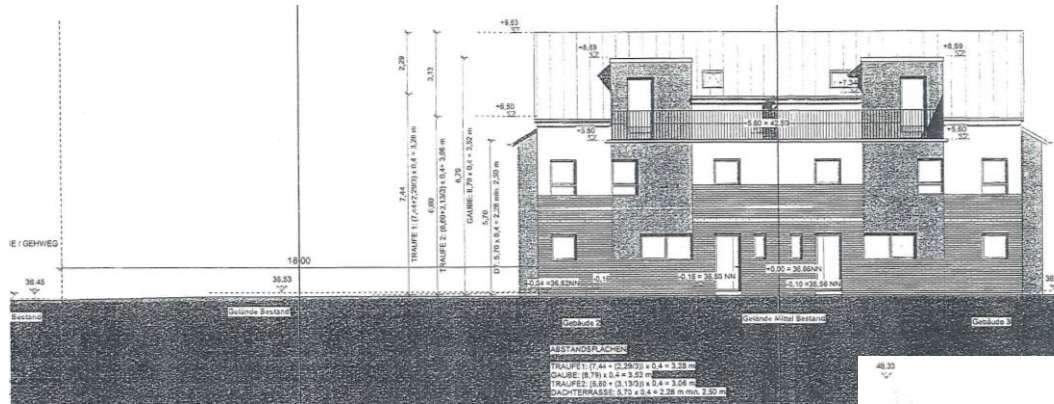 +9,53
+8,89
+8,89
+7,34
+6,50
+5,60
+5,60
-5,60 = 42,53
2,29
3,13
7,44
6,60
8,79
5,70
TRAUFE 1: (7,44+2,29/3) x 0,4 = 3,28 m
TRAUFE 2: (6,60+3,13/3) x 0,4= 3,06 m
GAUBE: 8,79 x 0,4 = 3,52 m
DT: 5,70 x 0,4 = 2,28 m min. 2,50 m
/ GEHWEG
18,00
36.45
36,53
-0,04 =36,62NN
-0,16
-0,16 = 36,50 NN
+0,00 = 36,66NN
-0,10 =36,56 NN
36
Bestand
Gelände Bestand
Gebäude 2
Gelände Mittel Bestand
Gebäude 3
ABSTANDSFLÄCHEN
TRAUFE1: (7,44 + (2,29/3)) x 0,4 = 3,28 m
GAUBE: (8,79) x 0,4 = 3,52 m
TRAUFE2: (6,60 + (3,13/3)) x 0,4 = 3,06 m
DACHTERRASSE: 5,70 x 0,4 = 2,28 m min. 2,50 m
48,33